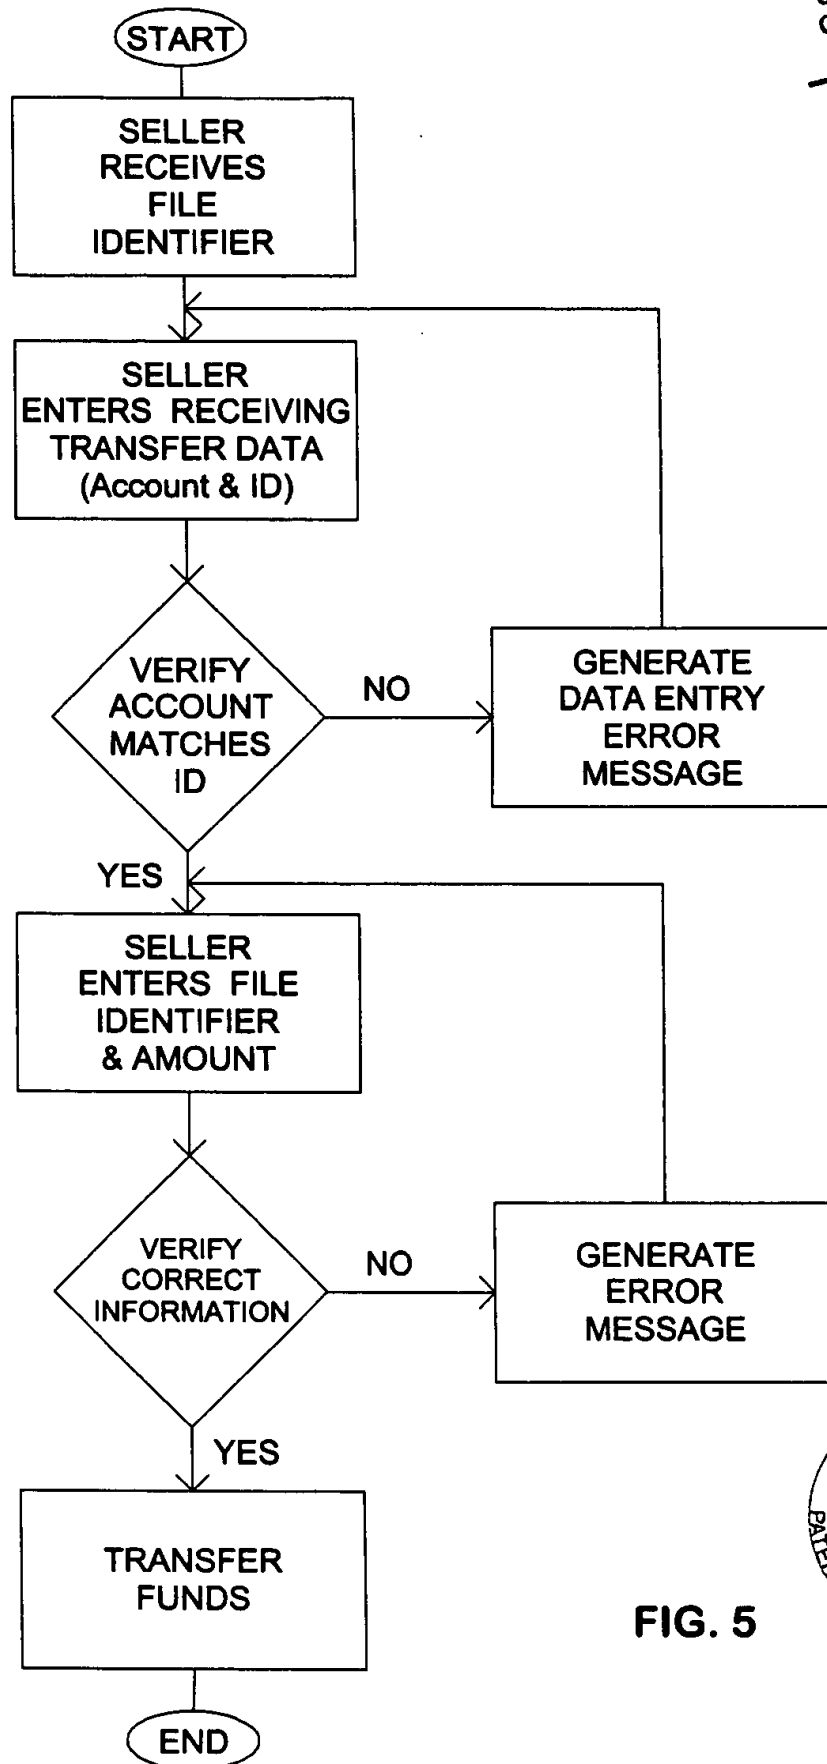 START
SELLER
RECEIVES
FILE
IDENTIFIER
SELLER
ENTERS RECEIVING
TRANSFER DATA
(Account & ID)
VERIFY
ACCOUNT
MATCHES
ID
NO
GENERATE
DATA ENTRY
ERROR
MESSAGE
YES
SELLER
ENTERS FILE
IDENTIFIER
& AMOUNT
VERIFY
CORRECT
INFORMATION
NO
GENERATE
ERROR
MESSAGE
YES
TRANSFER
FUNDS
FIG. 5
END